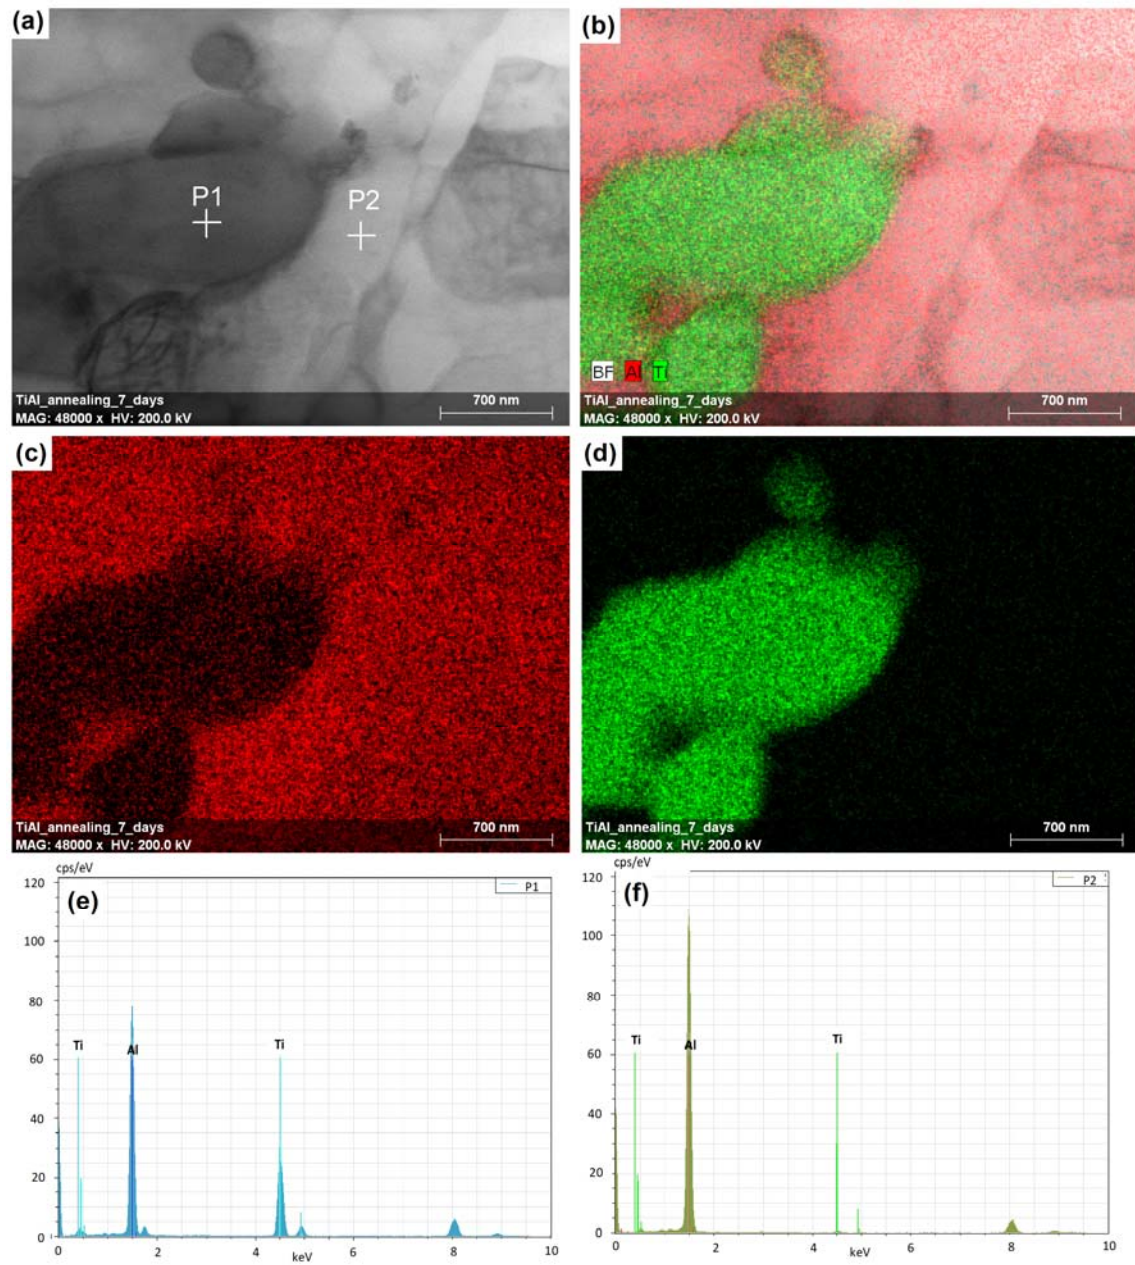 (a)
P1
P2
TiAl_annealing_7_days
MAG: 48000 x HV: 200.0 kV
700 nm
(b)
BF Al Ti
TiAl_annealing_7_days
MAG: 48000 x HV: 200.0 kV
700 nm
(c)
TiAl_annealing_7_days
MAG: 48000 x HV: 200.0 kV
700 nm
(d)
TiAl_annealing_7_days
MAG: 48000 x HV: 200.0 kV
700 nm
cps/eV
(e)
P1
120
100
80
60
40
20
0
Ti
Al
Ti
0 2 4 6 8 10
keV
cps/eV
(f)
P2
120
100
80
60
40
20
0
Ti
Al
Ti
0 2 4 6 8 10
keV